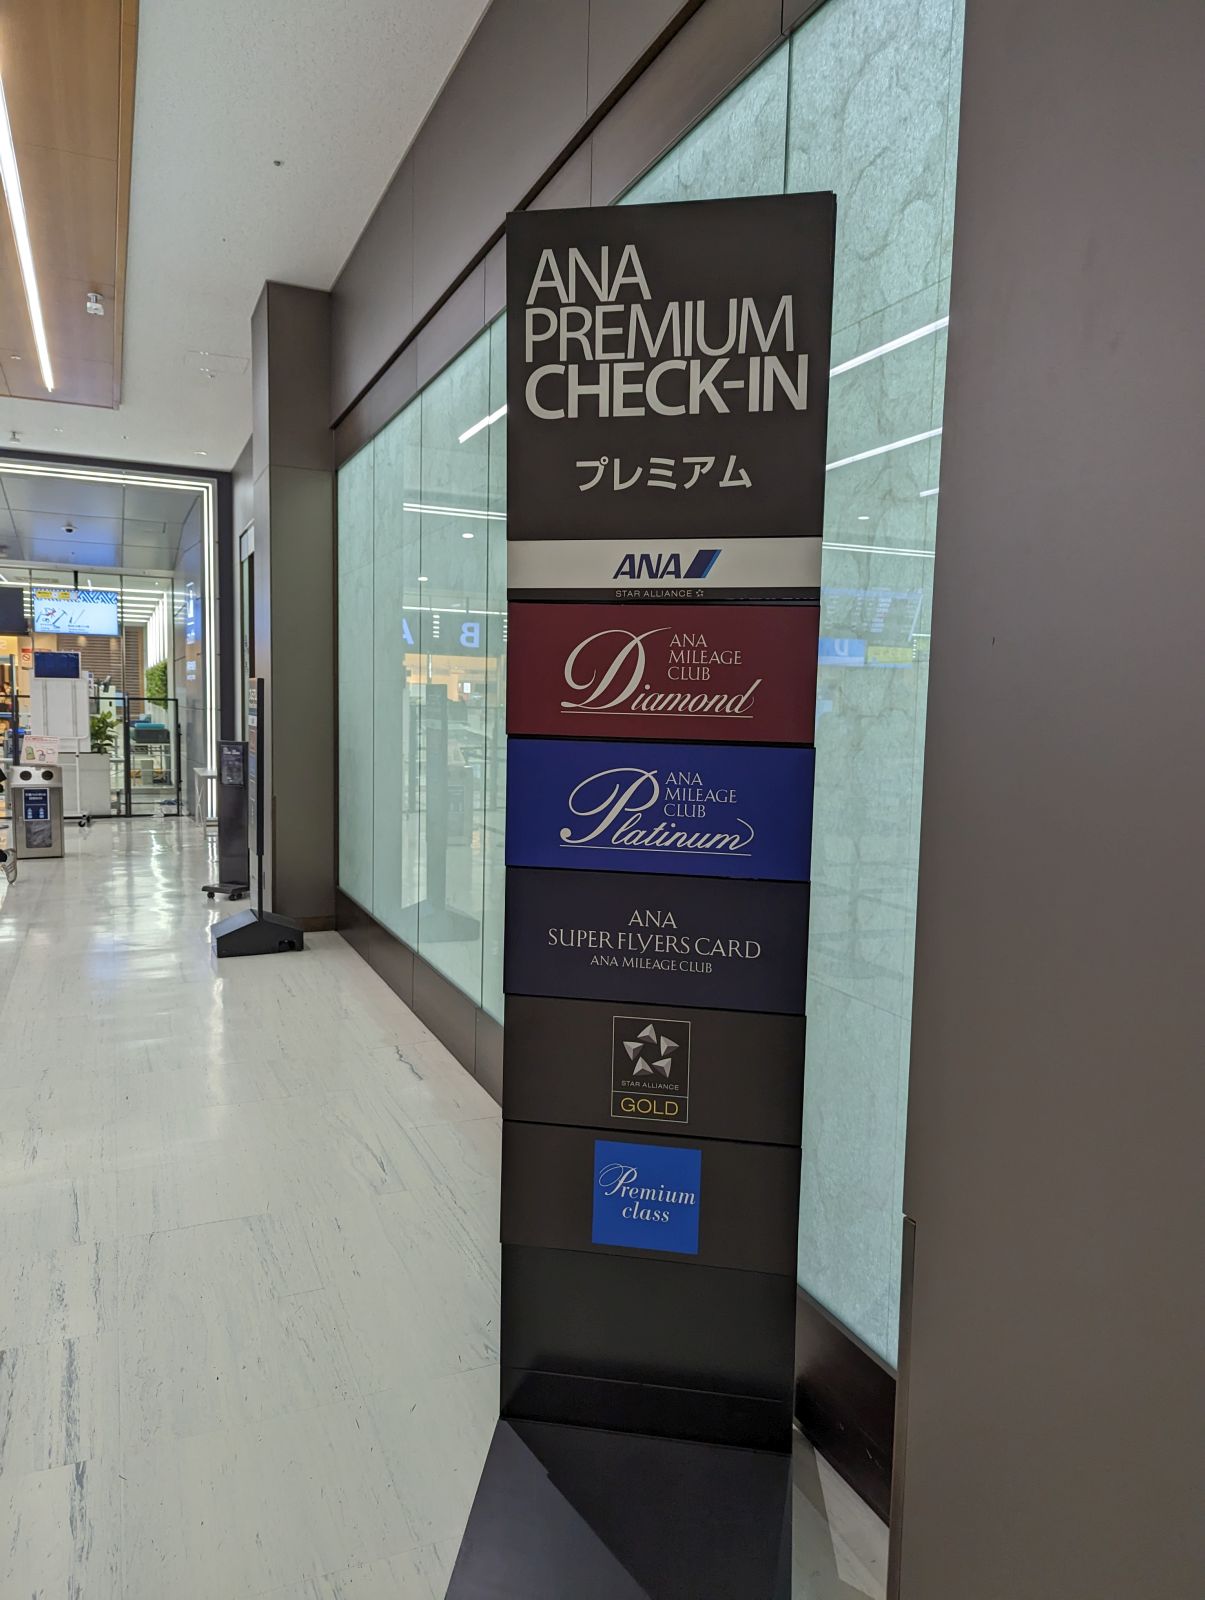 ANA
PREMIUM
CHECK-IN
プレミアム
ANA
STAR ALLIANCE
ANA
MILEAGE
CLUB
Diamond
ANA
MILEAGE
CLUB
Platinum
ANA
SUPER FLYERS CARD
ANA MILEAGE CLUB
STAR ALLIANCE
GOLD
Premium
class
A
B